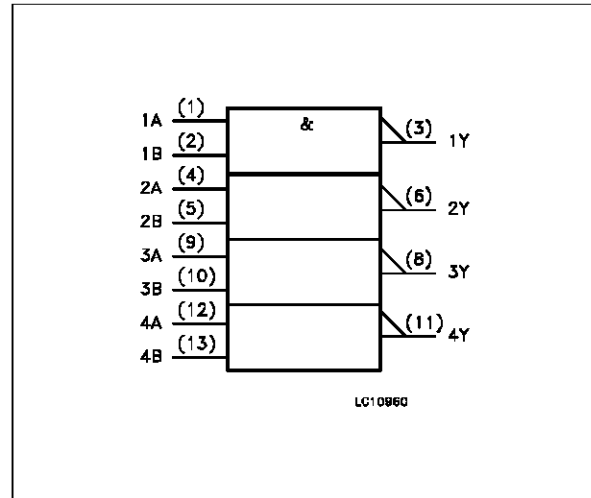 1A (1)
1B (2)
2A (4)
2B (5)
3A (9)
3B (10)
4A (12)
4B (13)
&
(3) 1Y
(6) 2Y
(8) 3Y
(11) 4Y
LC10960